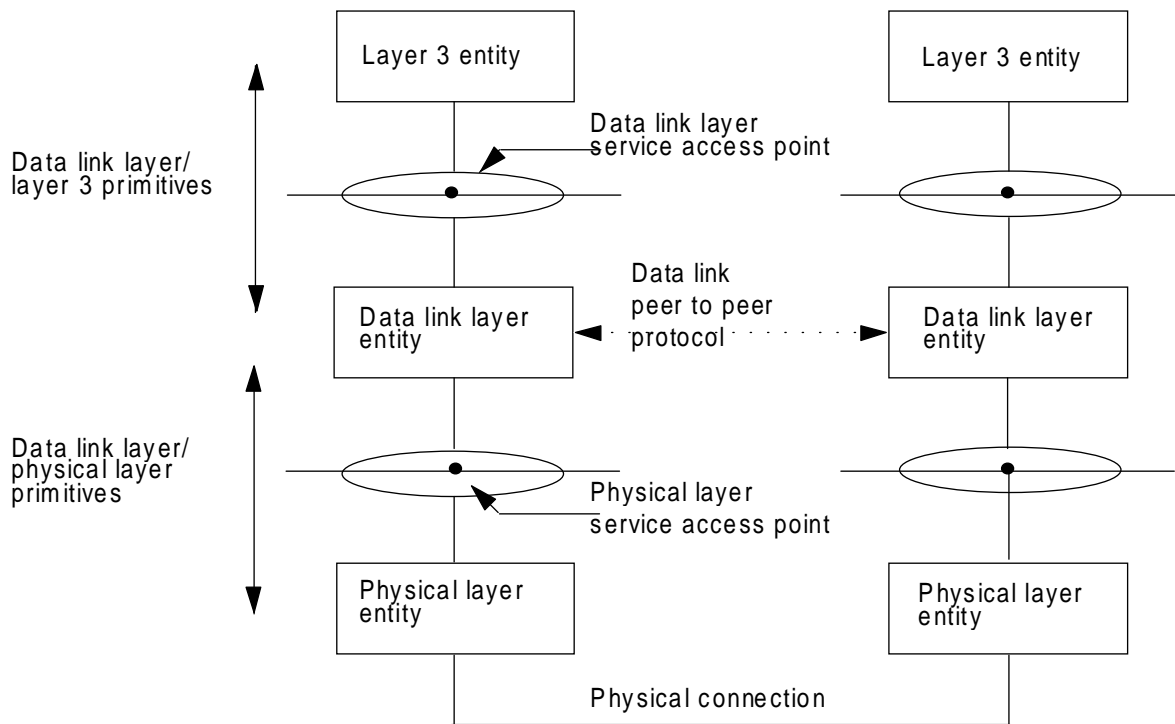 Layer 3 entity
Layer 3 entity
Data link layer
service access point
Data link layer/
layer 3 primitives
Data link
peer to peer
protocol
Data link layer
entity
Data link layer
entity
Data link layer/
physical layer
primitives
Physical layer
service access point
Physical layer
entity
Physical layer
entity
Physical connection